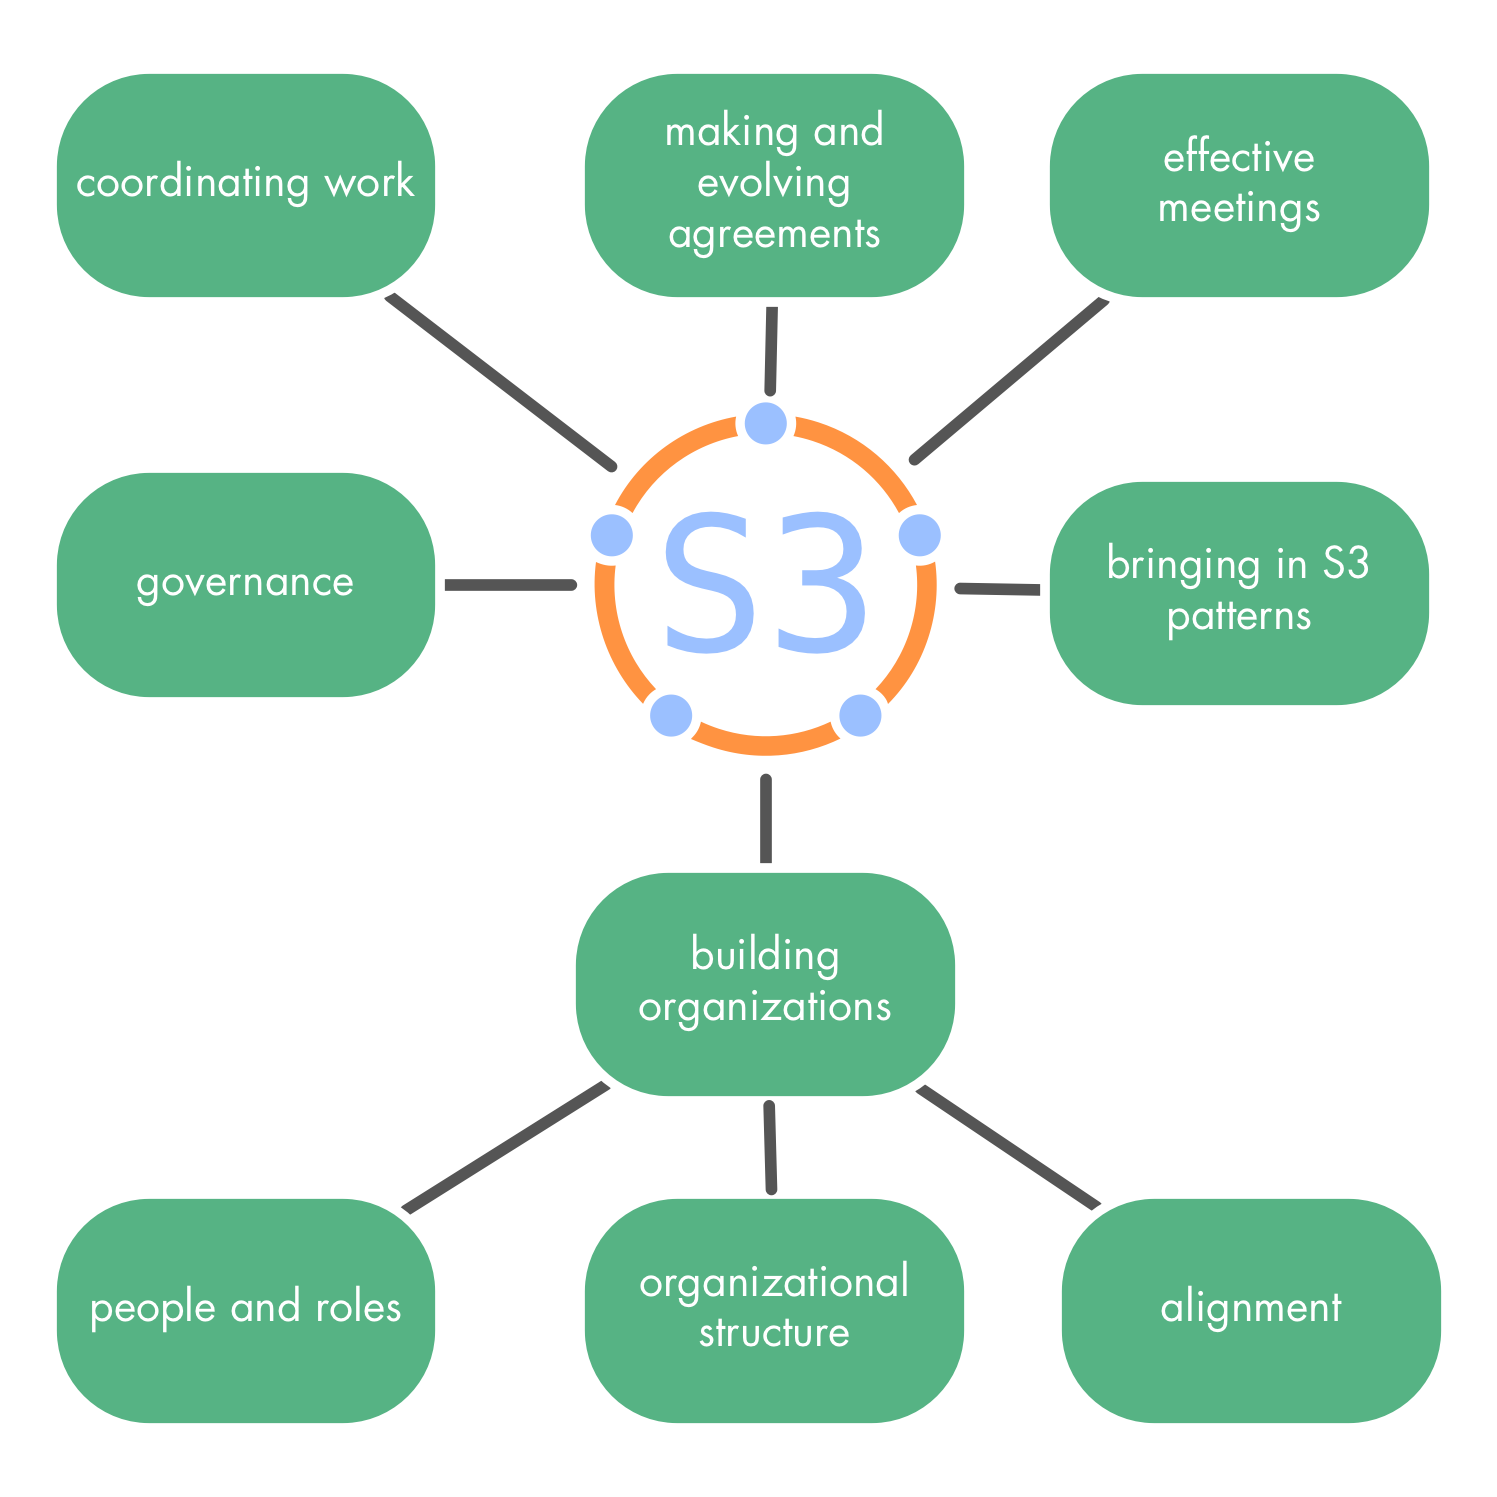 coordinating work
making and
evolving
agreements
effective
meetings
governance
S3
bringing in S3
patterns
building
organizations
people and roles
organizational
structure
alignment